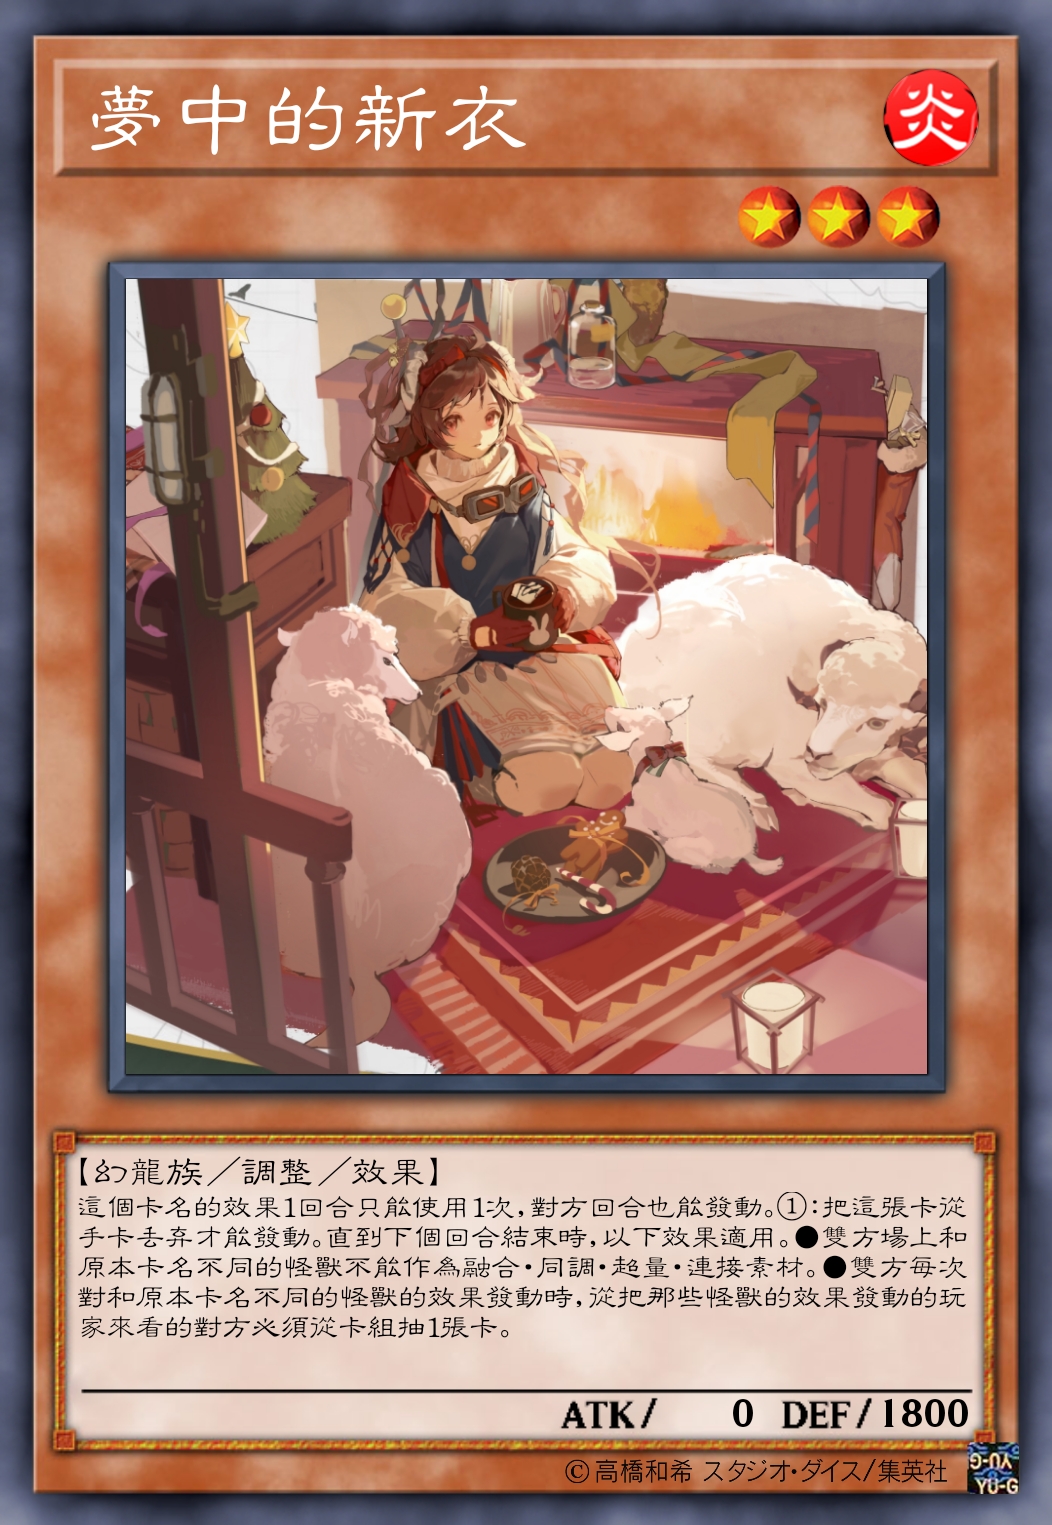 夢中的新衣
炎
【幻龍族／調整／效果】
這個卡名的效果1回合只能使用1次，對方回合也能發動。①：把這張卡從
手卡丟弃才能發動。直到下個回合結束時，以下效果適用。●雙方場上和
原本卡名不同的怪獸不能作為融合・同調・超量・連接素材。●雙方每次
對和原本卡名不同的怪獸的效果發動時，從把那些怪獸的效果發動的玩
家來看的對方必須從卡組抽1張卡。
ATK/ 0 DEF/1800
©高橋和希 スタジオ・ダイス/集英社
YU-G